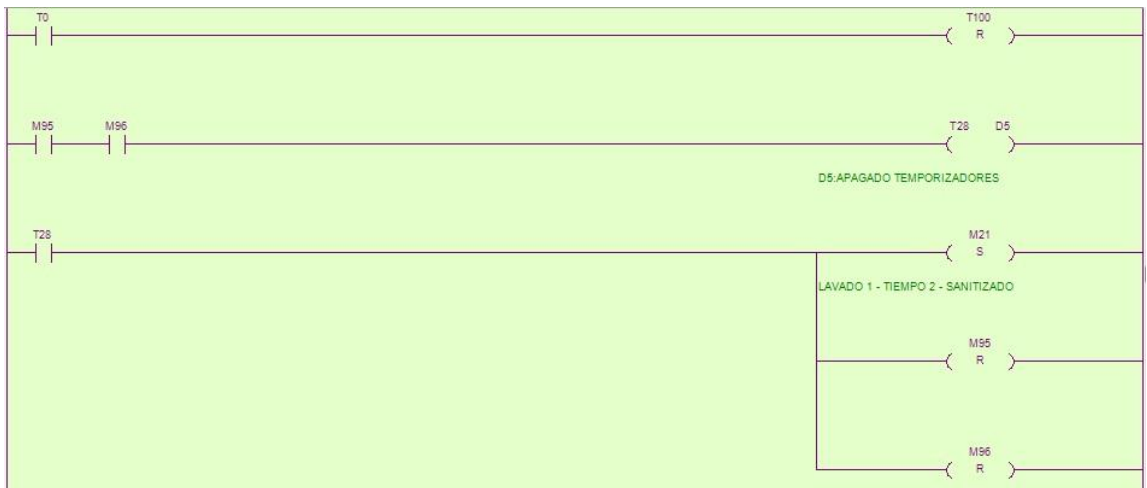 T0 T100
R
M95 M96 T28 D5
D5:APAGADO TEMPORIZADORES
T28 M21
S
LAVADO 1 - TIEMPO 2 - SANITIZADO
M95
R
M96
R